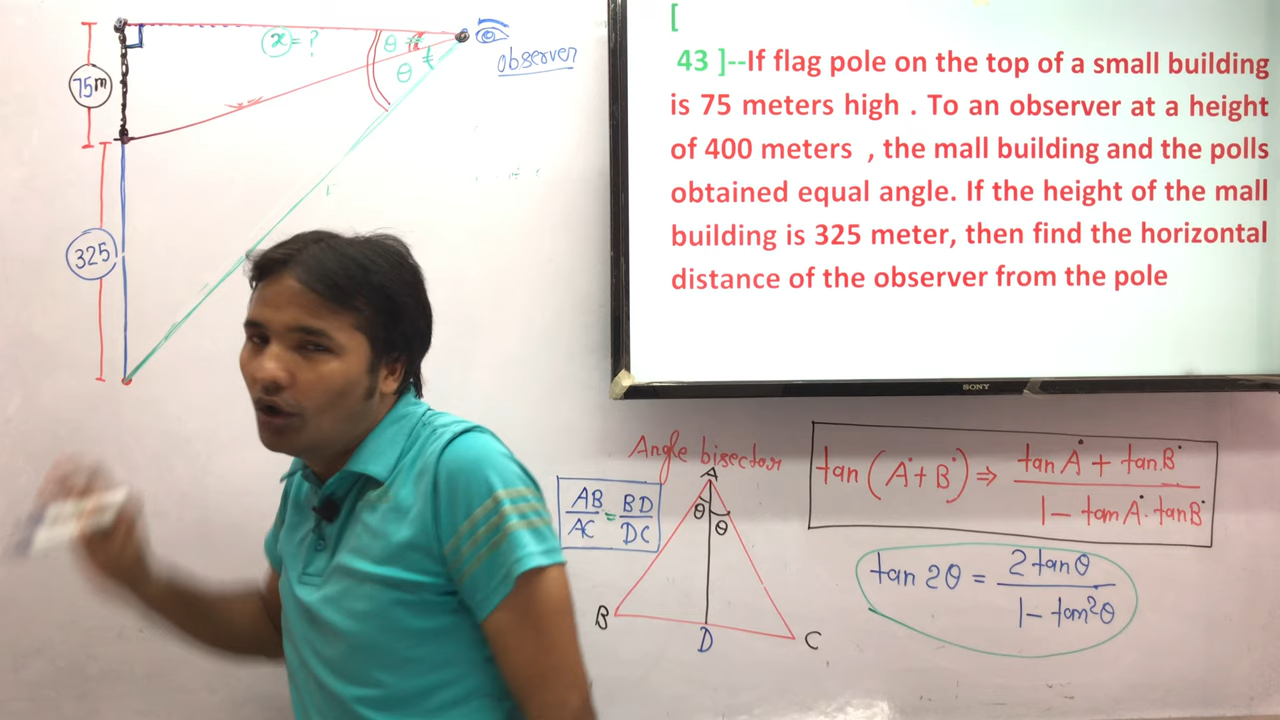 75m
325
x = ?
θ
θ
observer
[
43 ]--If flag pole on the top of a small building
is 75 meters high . To an observer at a height
of 400 meters , the mall building and the polls
obtained equal angle. If the height of the mall
building is 325 meter, then find the horizontal
distance of the observer from the pole
SONY
Angle bisector
AB/AC = BD/DC
A
θ
θ
B
D
C
tan (A+B) ⇒ tan A + tan B / 1 - tan A . tan B
tan 2θ = 2 tan θ / 1 - tan²θ